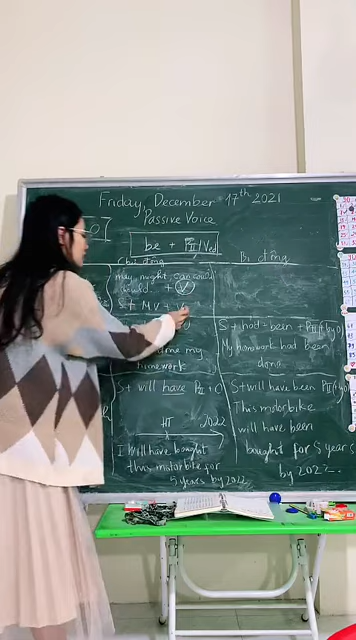 Friday, December 17th 2021
Passive Voice
be + PII/Ved
Chủ động
Bị động
may, might, can could
+ V
S + MV + V
S + had + been + PII + (by O)
My homework had been
done
my
homework
S + will have P2 + O
S + will have been PII + (by O)
HT 2022
This motorbike
will have been
bought for 5 years
by 2022
I will have bought
this motorbike for
5 years by 2022